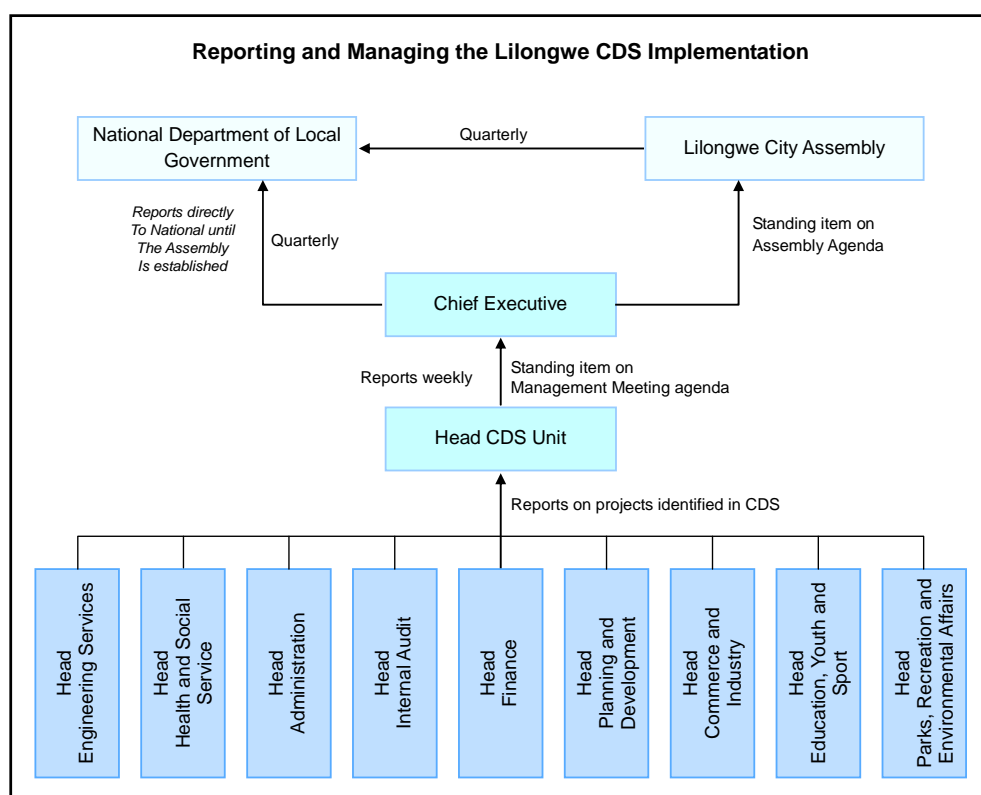 Reporting and Managing the Lilongwe CDS Implementation
National Department of Local
Government
Quarterly
Lilongwe City Assembly
Reports directly
To National until
The Assembly
Is established
Quarterly
Standing item on
Assembly Agenda
Chief Executive
Reports weekly
Standing item on
Management Meeting agenda
Head CDS Unit
Reports on projects identified in CDS
Head
Engineering Services
Head
Health and Social
Service
Head
Administration
Head
Internal Audit
Head
Finance
Head
Planning and
Development
Head
Commerce and
Industry
Head
Education, Youth and
Sport
Head
Parks, Recreation and
Environmental Affairs